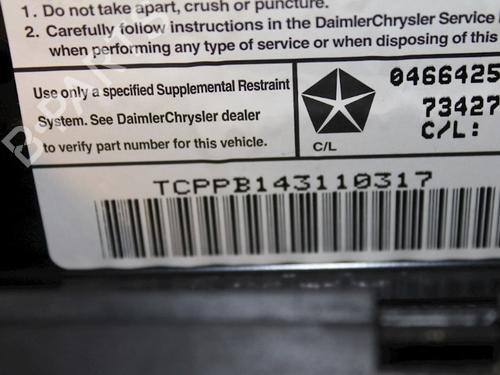 1. Do not take apart, crush or puncture.
2. Carefully follow instructions in the DaimlerChrysler Service
when performing any type of service or when disposing of this
Use only a specified Supplemental Restraint
System. See DaimlerChrysler dealer
to verify part number for this vehicle.
C/L
0466425
73427
C/L:
TCPPB143110317
B-PARTS